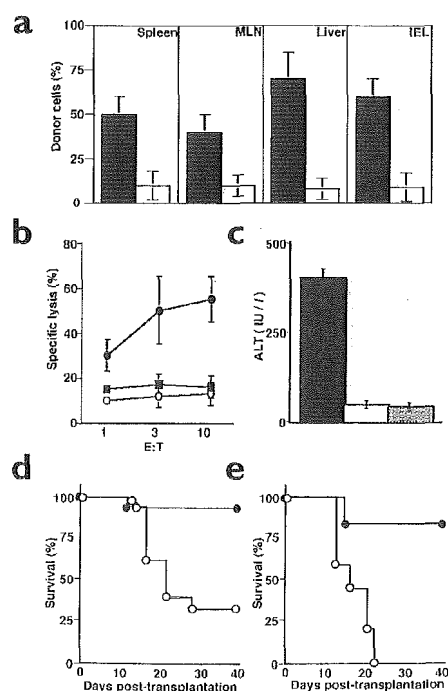 a
Spleen MLN Liver IEL
Donor cells (%)
100
75
50
25
0
b
Specific lysis (%)
80
60
40
20
0
1 3 10
E:T
c
ALT (IU / l)
500
250
0
d
Survival (%)
100
75
50
25
0
0 10 20 30 40
Days post-transplantation
e
Survival (%)
100
75
50
25
0
0 10 20 30 40
Days post-transplantation